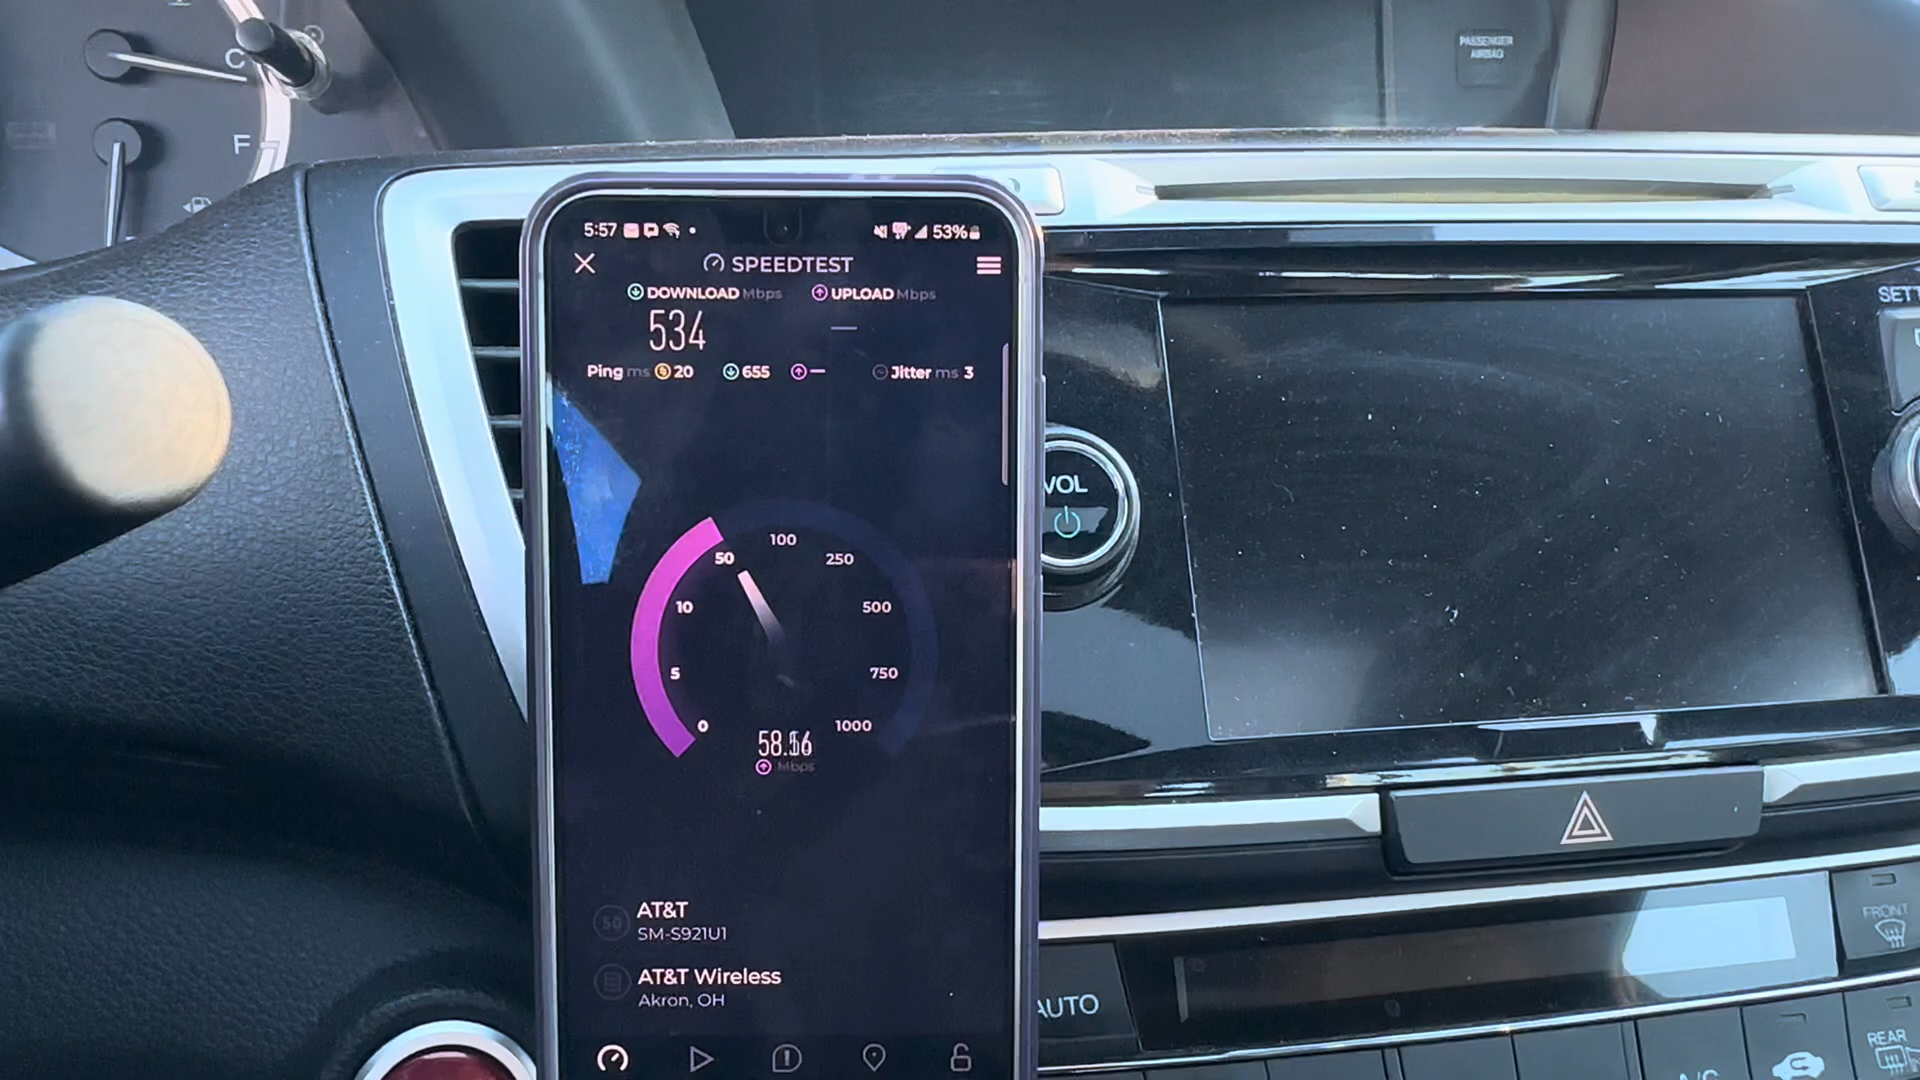 C
F
PASSENGER
AIRBAG
5:57 53%
SPEEDTEST
DOWNLOAD Mbps UPLOAD Mbps
534 —
Ping ms 20 655 — Jitter ms 3
0
5
10
50
100
250
500
750
1000
Mbps
AT&T
SM-S921U1
AT&T Wireless
Akron, OH
VOL
AUTO
FRONT
REAR